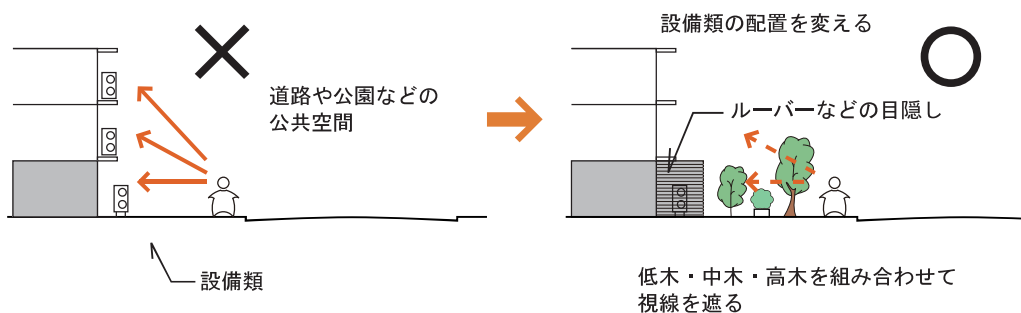 道路や公園などの
公共空間
設備類
設備類の配置を変える
ルーバーなどの目隠し
低木・中木・高木を組み合わせて
視線を遮る